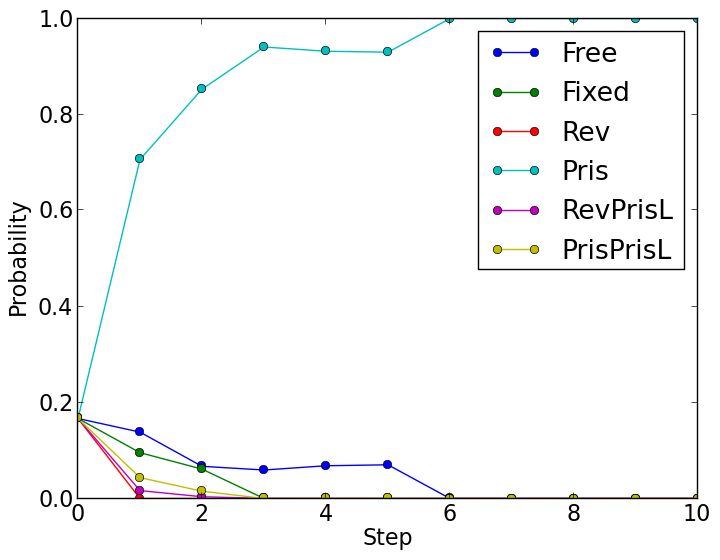 1.0
0.8
0.6
0.4
0.2
0.0
Probability
0 2 4 6 8 10
Step
Free
Fixed
Rev
Pris
RevPrisL
PrisPrisL